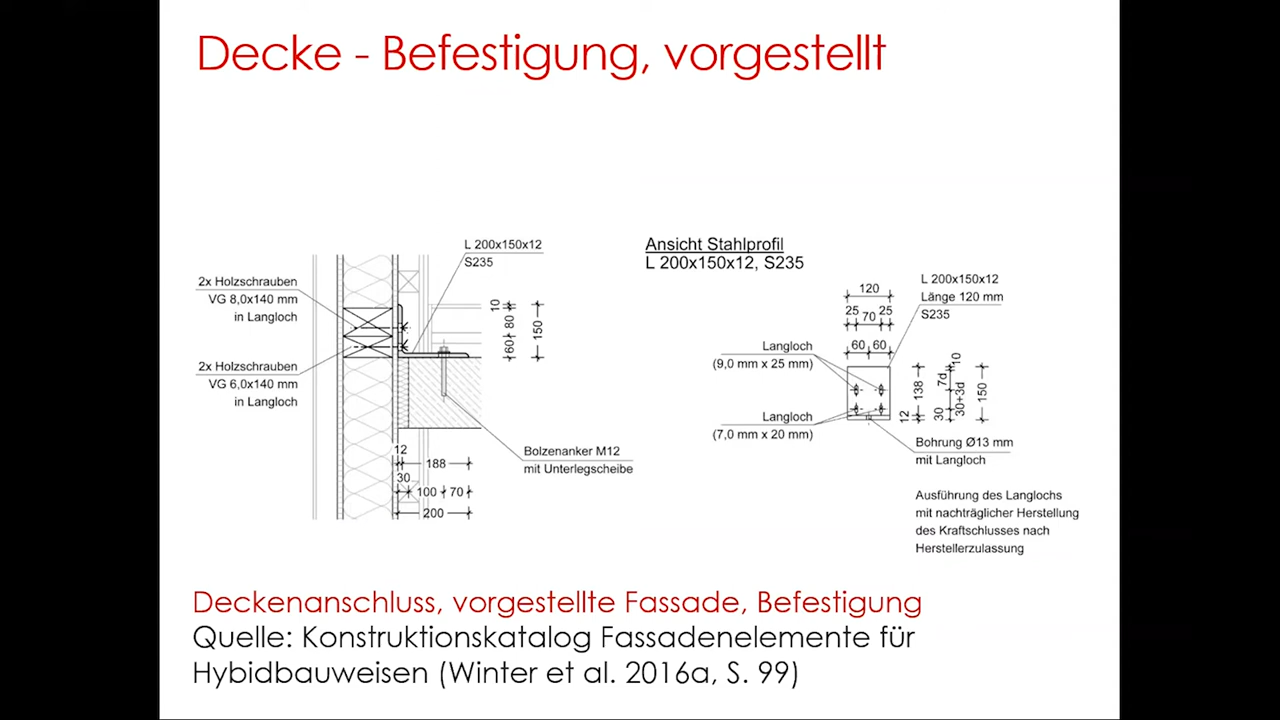 Decke - Befestigung, vorgestellt
L 200x150x12
S235
2x Holzschrauben
VG 8,0x140 mm
in Langloch
2x Holzschrauben
VG 6,0x140 mm
in Langloch
10
80
60
150
Bolzenanker M12
mit Unterlegscheibe
12
188
30
100
70
200
Ansicht Stahlprofil
L 200x150x12, S235
L 200x150x12
Länge 120 mm
S235
120
25
70
25
60
60
Langloch
(9,0 mm x 25 mm)
Langloch
(7,0 mm x 20 mm)
12
138
30
7d
30+3d
10
150
Bohrung Ø13 mm
mit Langloch
Ausführung des Langlochs
mit nachträglicher Herstellung
des Kraftschlusses nach
Herstellerzulassung
Deckenanschluss, vorgestellte Fassade, Befestigung
Quelle: Konstruktionskatalog Fassadenelemente für
Hybidbauweisen (Winter et al. 2016a, S. 99)